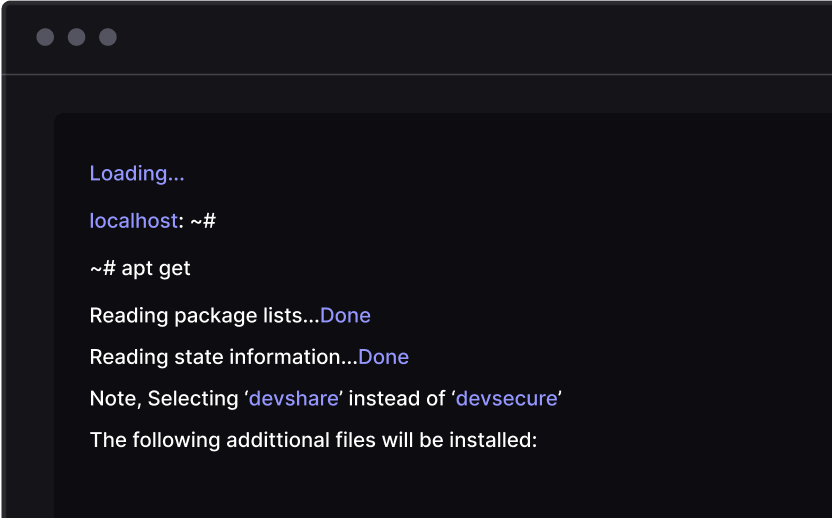 Loading...
localhost: ~#
~# apt get
Reading package lists...Done
Reading state information...Done
Note, Selecting ‘devshare’ instead of ‘devsecure’
The following addittional files will be installed: